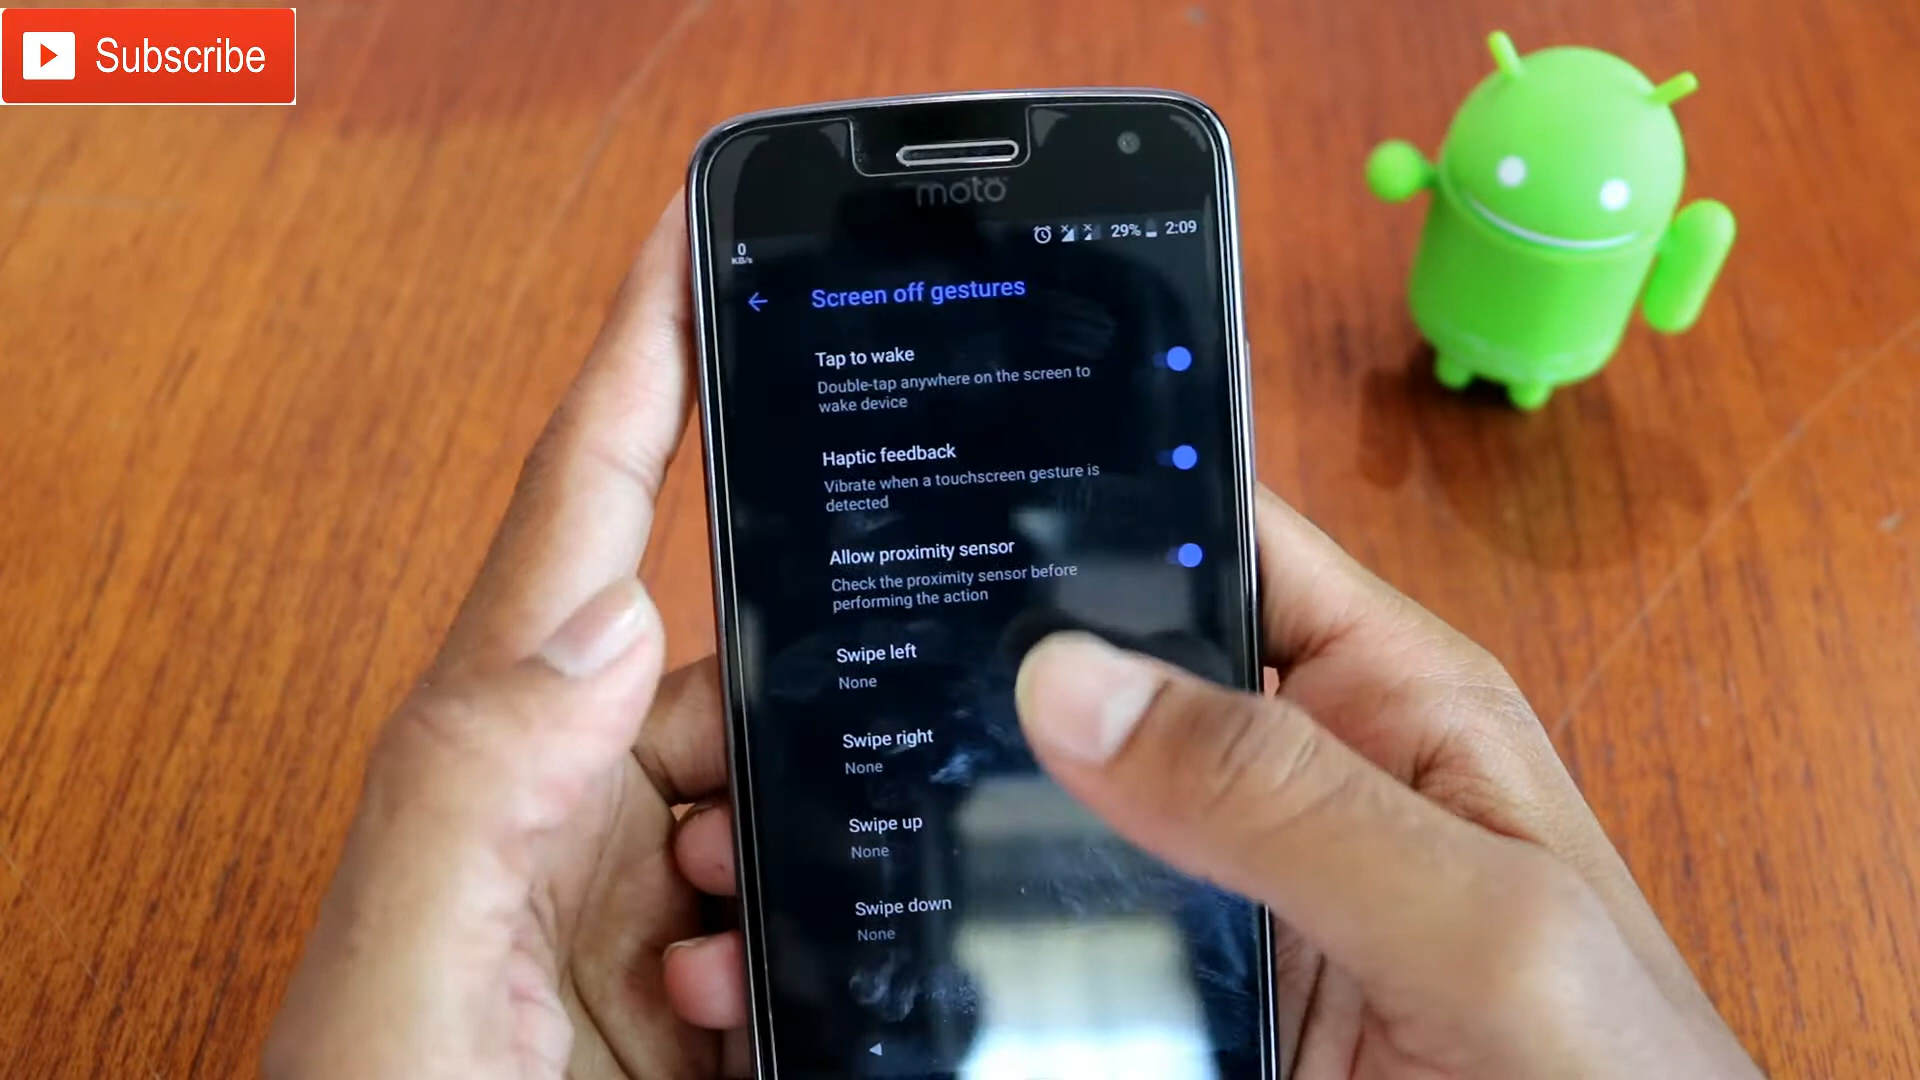 Subscribe
moto
0
KB/s
29%
2:09
Screen off gestures
Tap to wake
Double-tap anywhere on the screen to
wake device
Haptic feedback
Vibrate when a touchscreen gesture is
detected
Allow proximity sensor
Check the proximity sensor before
performing the action
Swipe left
None
Swipe right
None
Swipe up
None
Swipe down
None